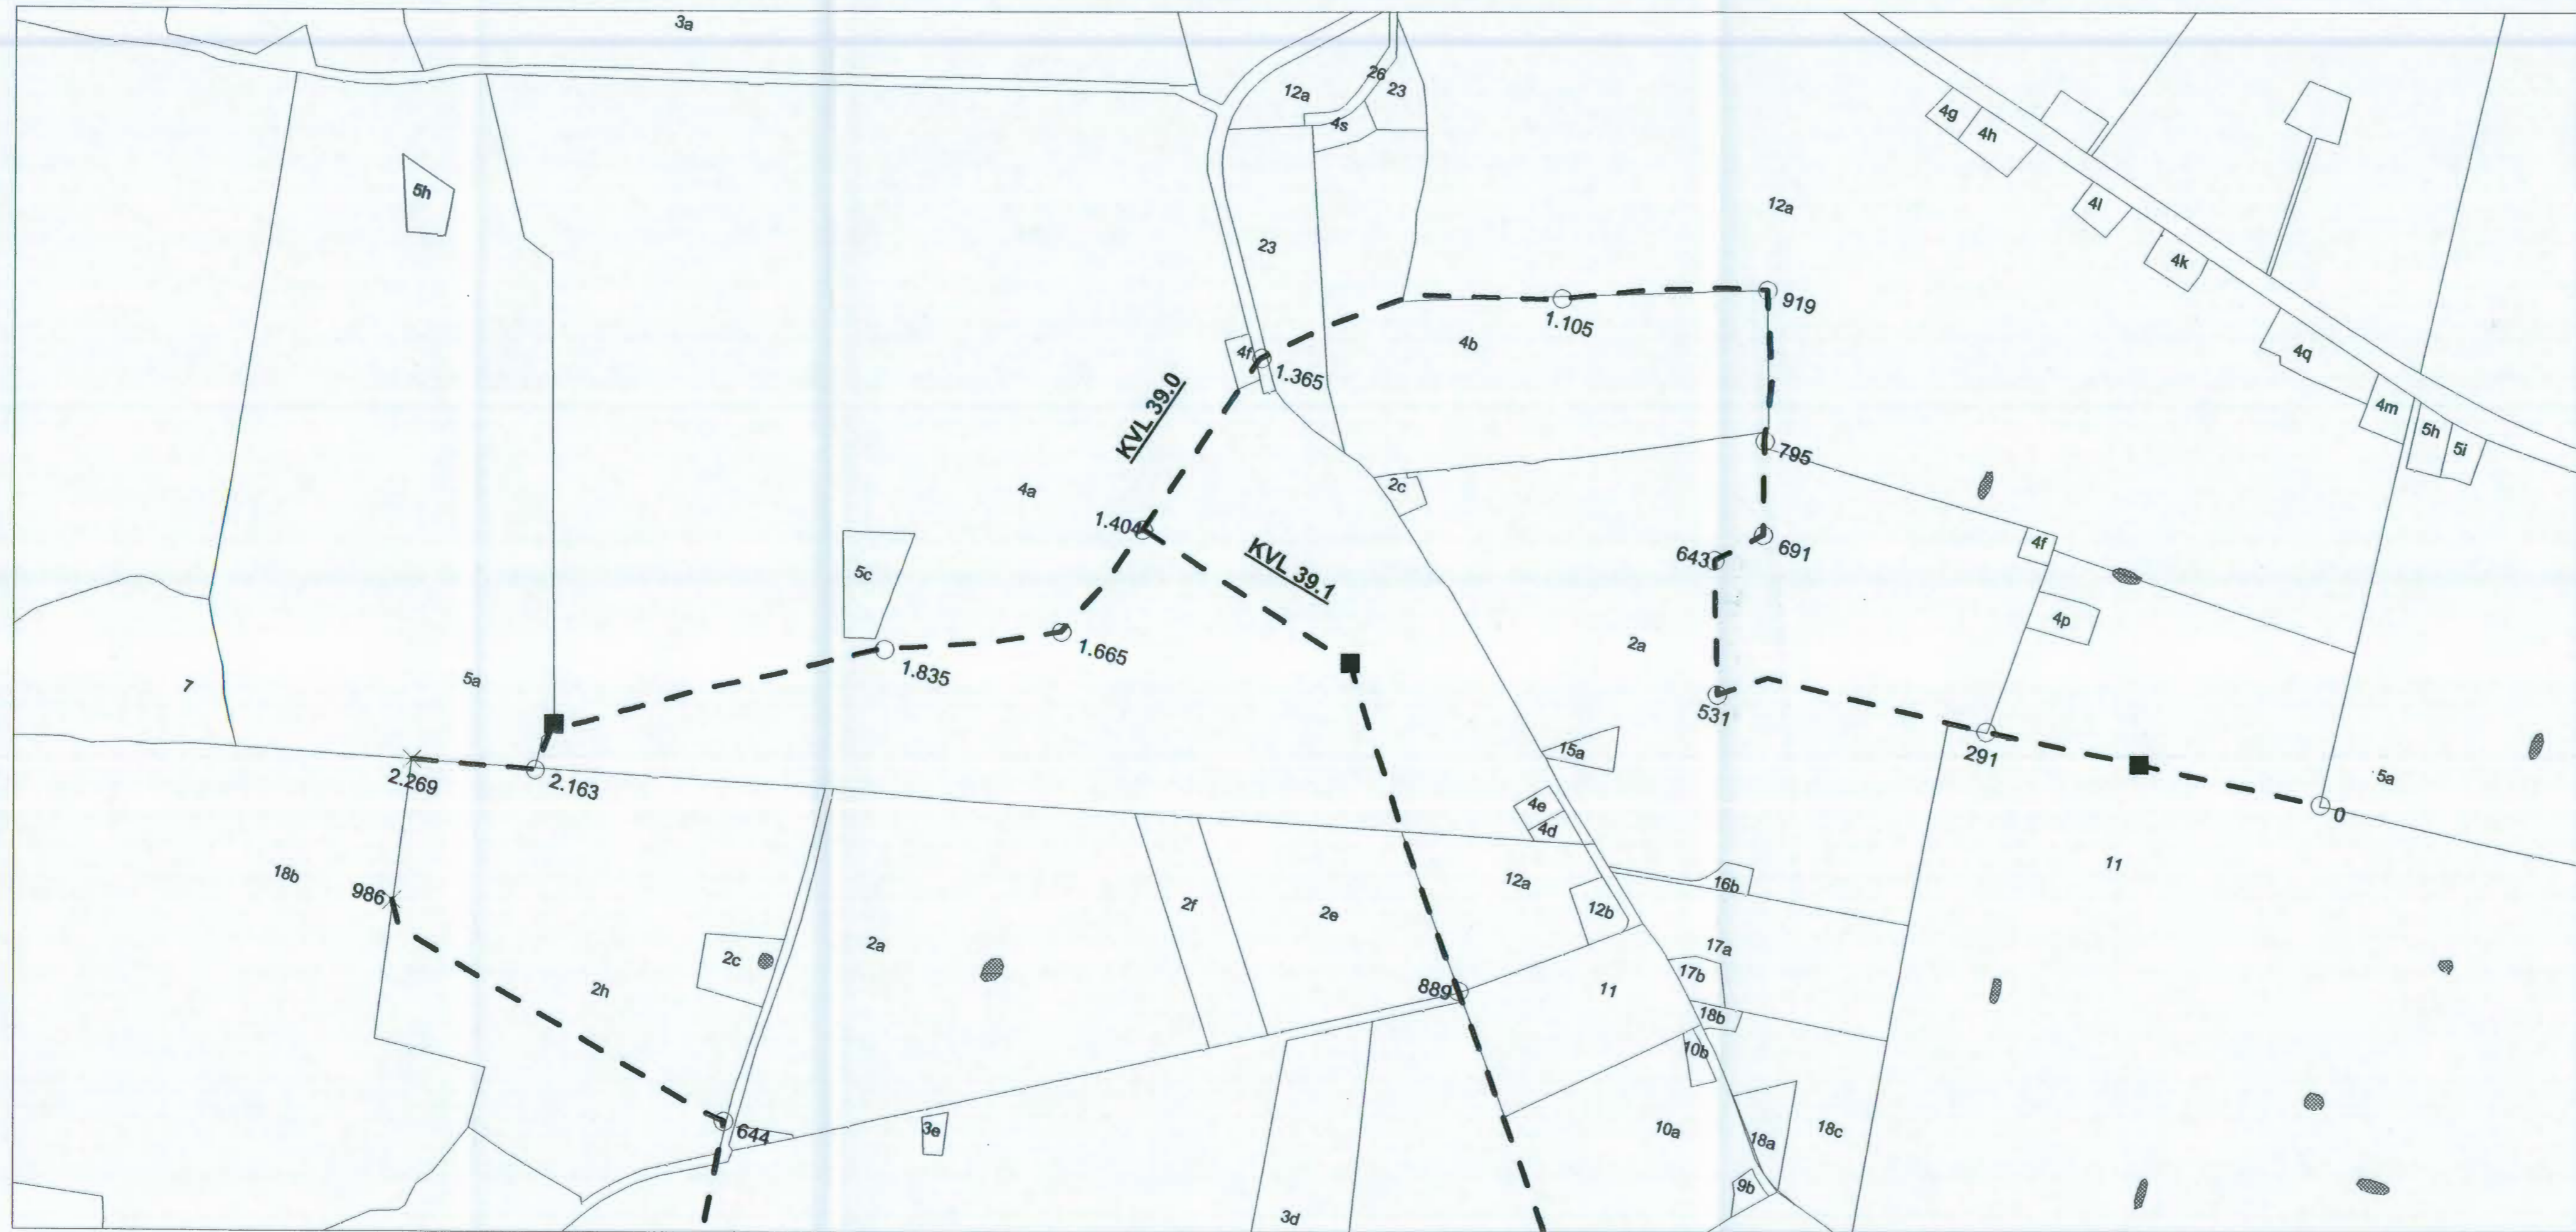 3a
26
12a
23
4s
4g
4h
5h
4l
12a
23
4k
919
1.105
4b
4f
1.365
4q
KVL 39.0
4m
5h
5i
795
2c
4a
1.404
691
643
4f
KVL 39.1
5c
4p
2a
1.665
1.835
5a
7
531
15a
291
5a
2.269
2.163
4e
0
4d
11
18b
12a
16b
986
2f
2e
12b
2a
17a
2c
17b
2h
889
11
18b
10b
3e
644
10a
18a
18c
9b
3d